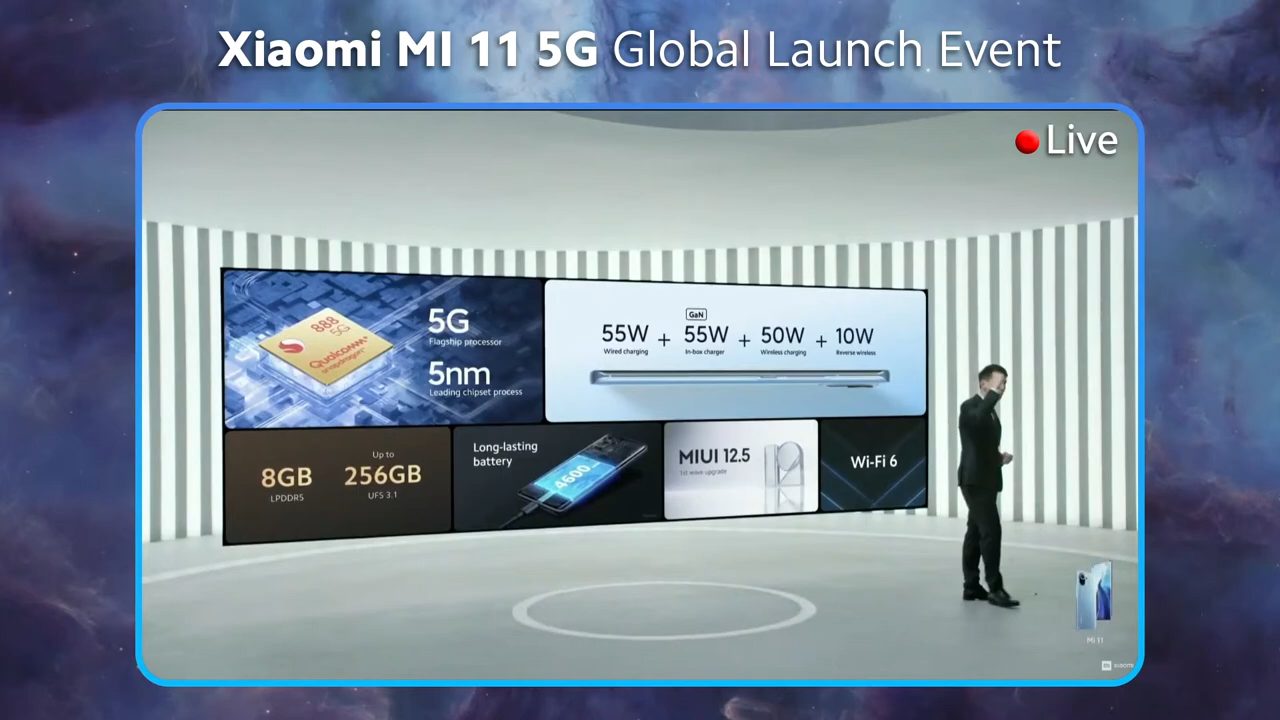 Xiaomi MI 11 5G Global Launch Event
Live
888
5G
Qualcomm
snapdragon
5G
Flagship processor
5nm
Leading chipset process
GaN
55W + 55W + 50W + 10W
Wired charging In-box charger Wireless charging Reverse wireless
8GB
LPDDR5
Up to
256GB
UFS 3.1
Long-lasting
battery
4600
MIUI 12.5
1st wave upgrade
Wi-Fi 6
Mi 11
XIAOMI